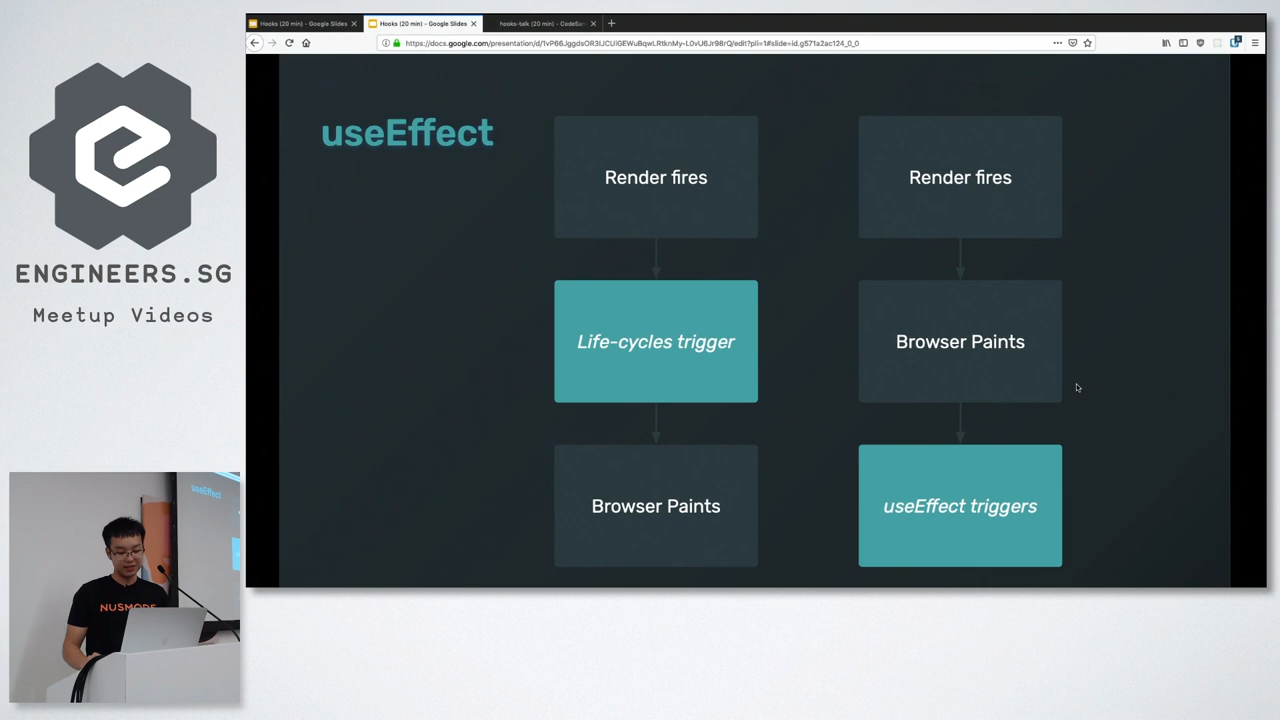 Hooks (20 min) - Google Slides
Hooks (20 min) - Google Slides
hooks-talk (20 min) - CodeSan
useEffect
Render fires
Render fires
Life-cycles trigger
Browser Paints
Browser Paints
useEffect triggers
ENGINEERS.SG
Meetup Videos
useEffect
NUSMODS